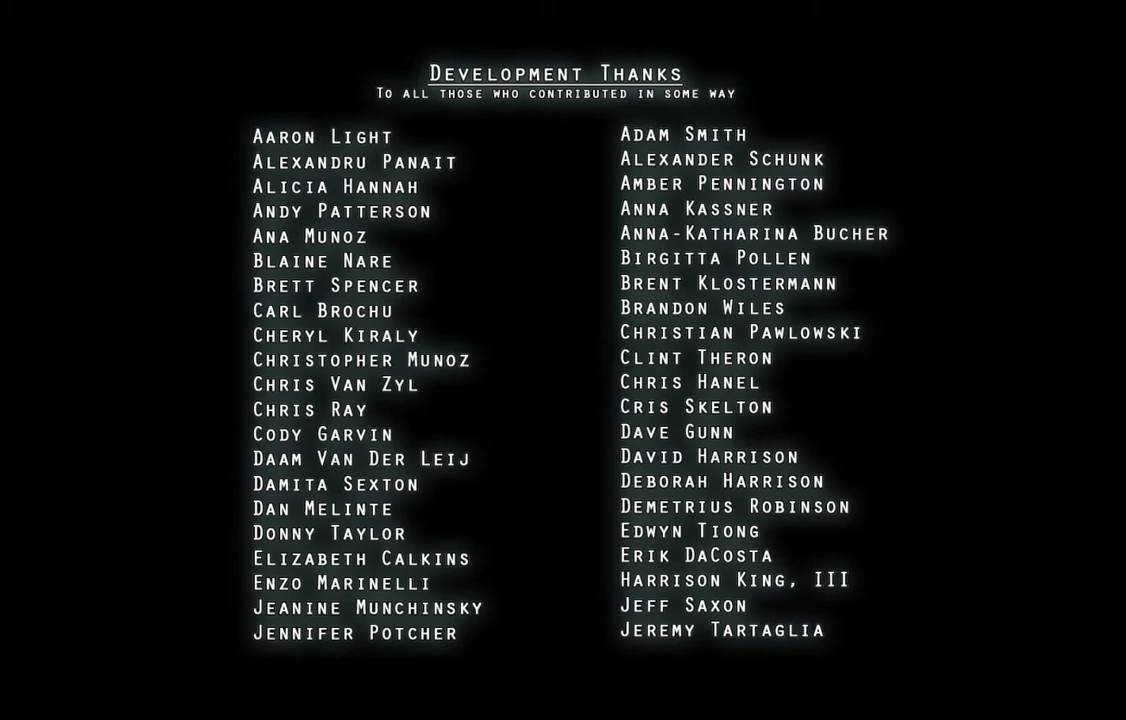 Development Thanks
To all those who contributed in some way
Aaron Light
Alexandru Panait
Alicia Hannah
Andy Patterson
Ana Munoz
Blaine Nare
Brett Spencer
Carl Brochu
Cheryl Kiraly
Christopher Munoz
Chris Van Zyl
Chris Ray
Cody Garvin
Daam Van Der Leij
Damita Sexton
Dan Melinte
Donny Taylor
Elizabeth Calkins
Enzo Marinelli
Jeanine Munchinsky
Jennifer Potcher
Adam Smith
Alexander Schunk
Amber Pennington
Anna Kassner
Anna-Katharina Bucher
Birgitta Pollen
Brent Klostermann
Brandon Wiles
Christian Pawlowski
Clint Theron
Chris Hanel
Cris Skelton
Dave Gunn
David Harrison
Deborah Harrison
Demetrius Robinson
Edwyn Tiong
Erik DaCosta
Harrison King, III
Jeff Saxon
Jeremy Tartaglia